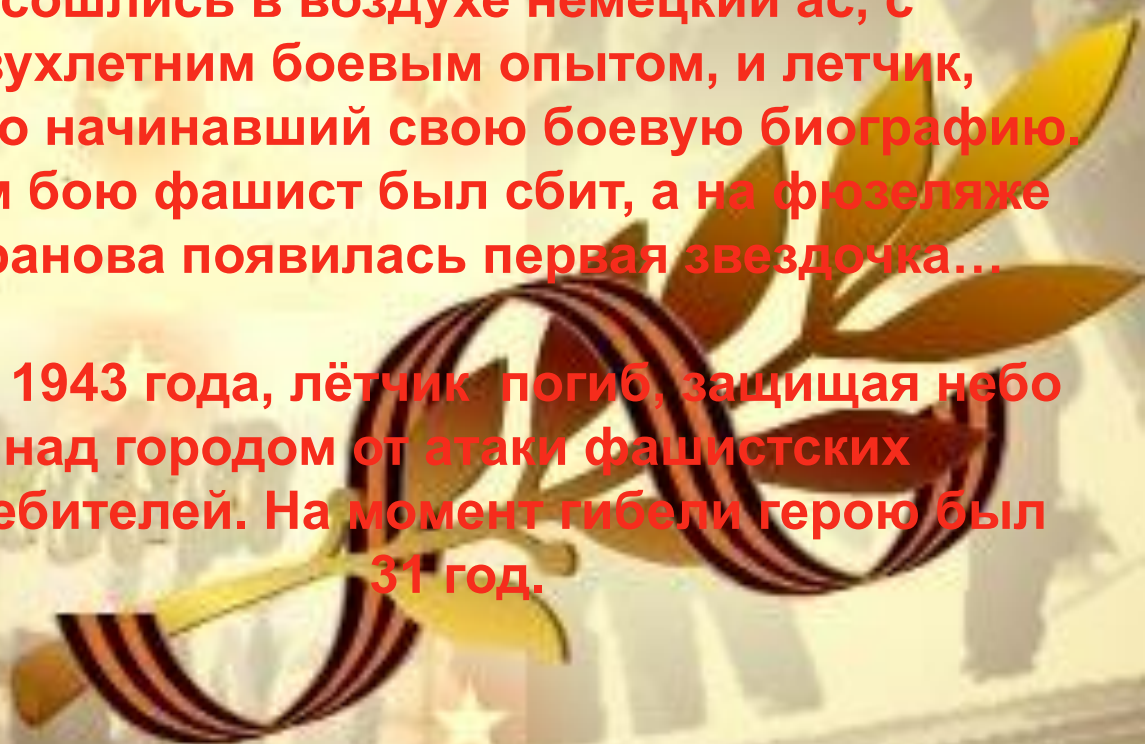 сошлись в воздухе немецкий ас, с
вухлетним боевым опытом, и летчик,
о начинавший свою боевую биографию.
м бою фашист был сбит, а на фюзеляже
ранова появилась первая звездочка…
1943 года, лётчик погиб, защищая небо
над городом от атаки фашистских
ебителей. На момент гибели герою был
31 год.